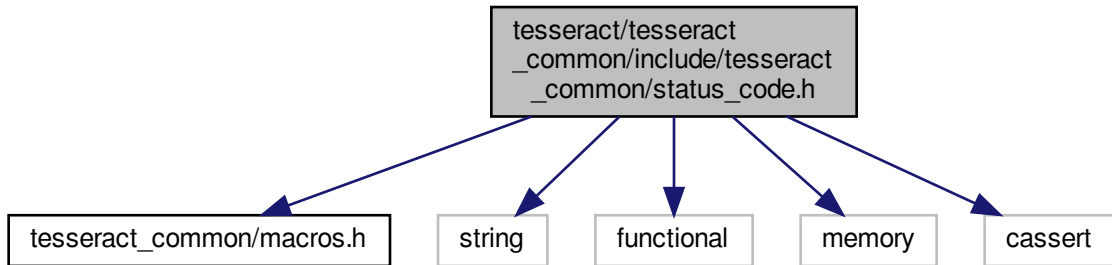 tesseract/tesseract
_common/include/tesseract
_common/status_code.h
tesseract_common/macros.h
string
functional
memory
cassert